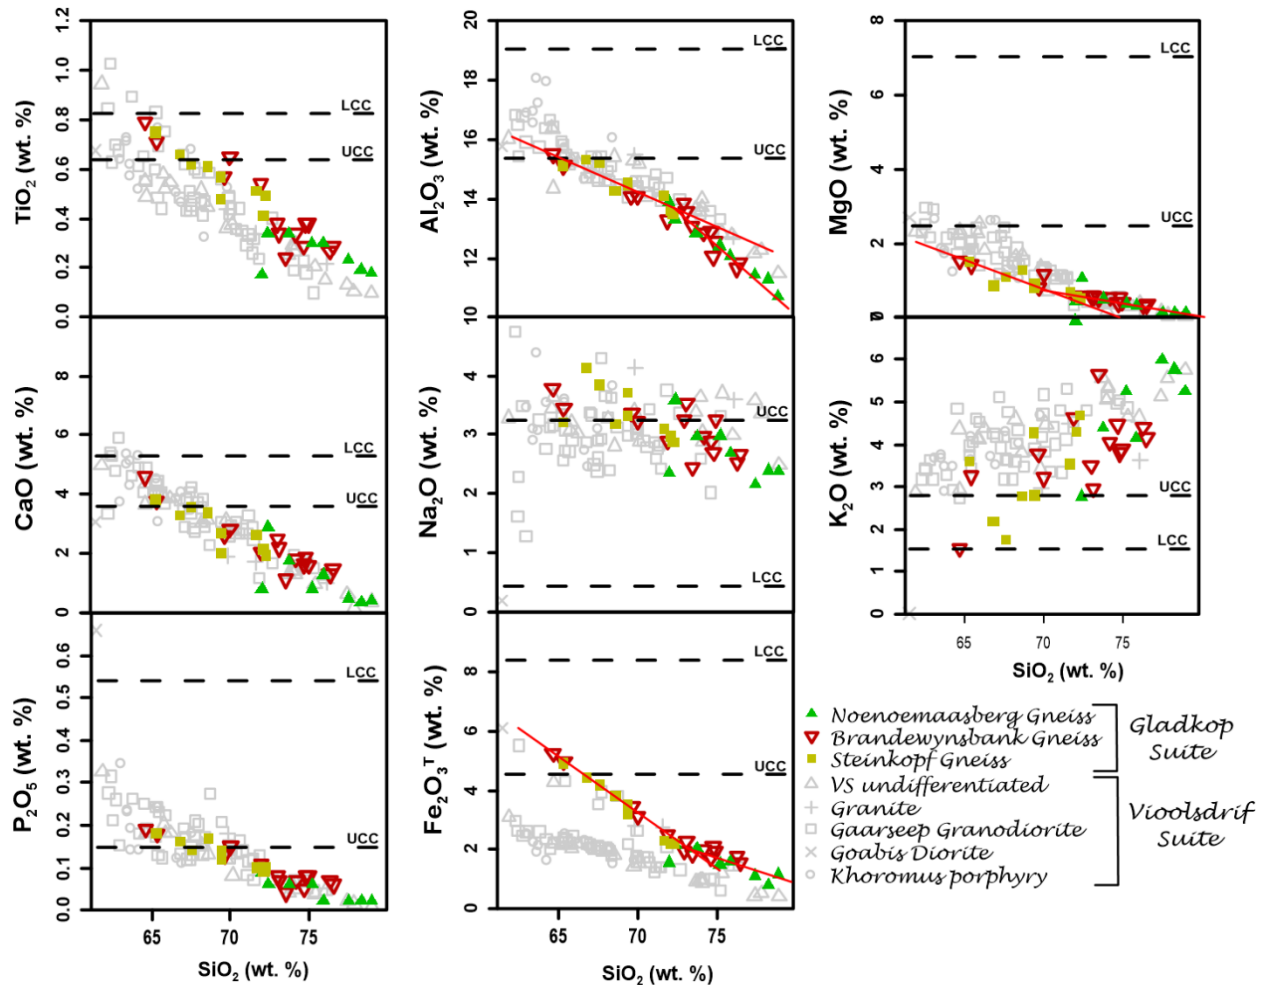 1.2
1.0
0.8
0.6
0.4
0.2
0.0
TiO2 (wt. %)
LCC
UCC
20
18
16
14
12
10
Al2O3 (wt. %)
LCC
UCC
8
6
4
2
MgO (wt. %)
LCC
UCC
8
6
4
2
0
CaO (wt. %)
LCC
UCC
4
3
2
1
0
Na2O (wt. %)
UCC
LCC
7
6
5
4
3
2
1
0
K2O (wt. %)
UCC
LCC
65
70
75
SiO2 (wt. %)
0.6
0.5
0.4
0.3
0.2
0.1
0.0
P2O5 (wt. %)
LCC
UCC
65
70
75
SiO2 (wt. %)
8
6
4
2
0
Fe2O3T (wt. %)
LCC
UCC
65
70
75
SiO2 (wt. %)
Noenoemaasberg Gneiss
Brandewynsbank Gneiss
Steinkopf Gneiss
Gladkop
Suite
VS undifferentiated
Granite
Gaarseep Granodiorite
Goabis Diorite
Khoromus porphyry
Vioolsdrif
Suite